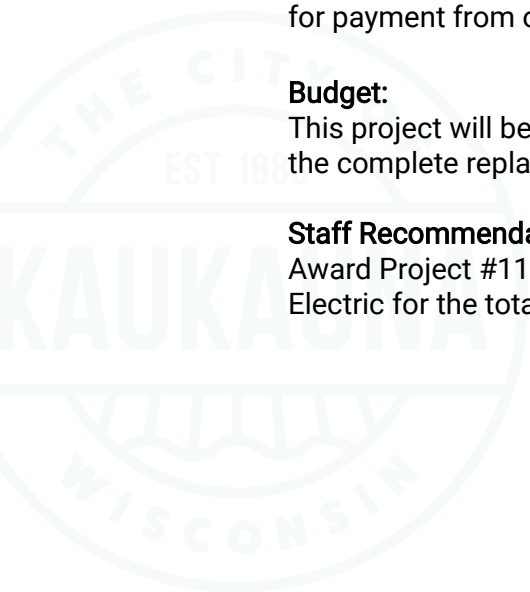 for payment from
Budget:
This project will be
the complete repla
Staff Recommenda
Award Project #11
Electric for the tota
THE CITY
EST 188
KAUKAUNA
WISCONSIN